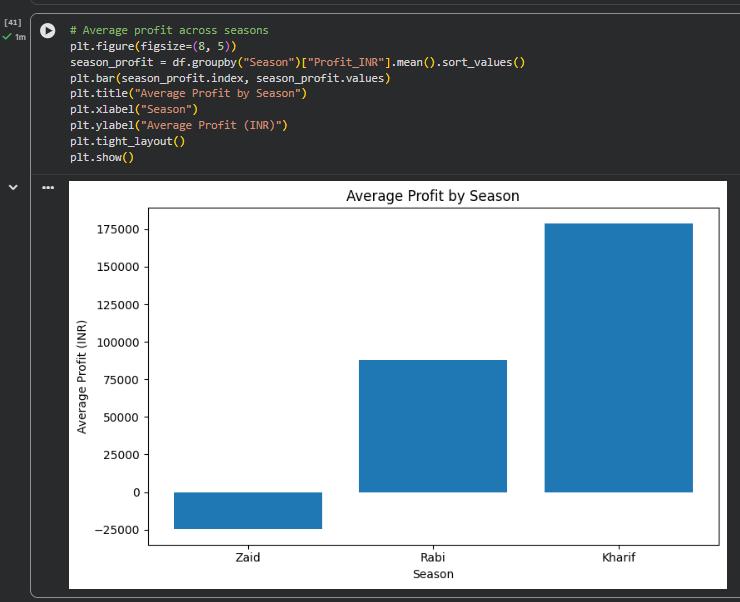 [41]
✓ 1m
# Average profit across seasons
plt.figure(figsize=(8, 5))
season_profit = df.groupby("Season")["Profit_INR"].mean().sort_values()
plt.bar(season_profit.index, season_profit.values)
plt.title("Average Profit by Season")
plt.xlabel("Season")
plt.ylabel("Average Profit (INR)")
plt.tight_layout()
plt.show()
Average Profit by Season
Average Profit (INR)
175000
150000
125000
100000
75000
50000
25000
0
−25000
Zaid Rabi Kharif
Season